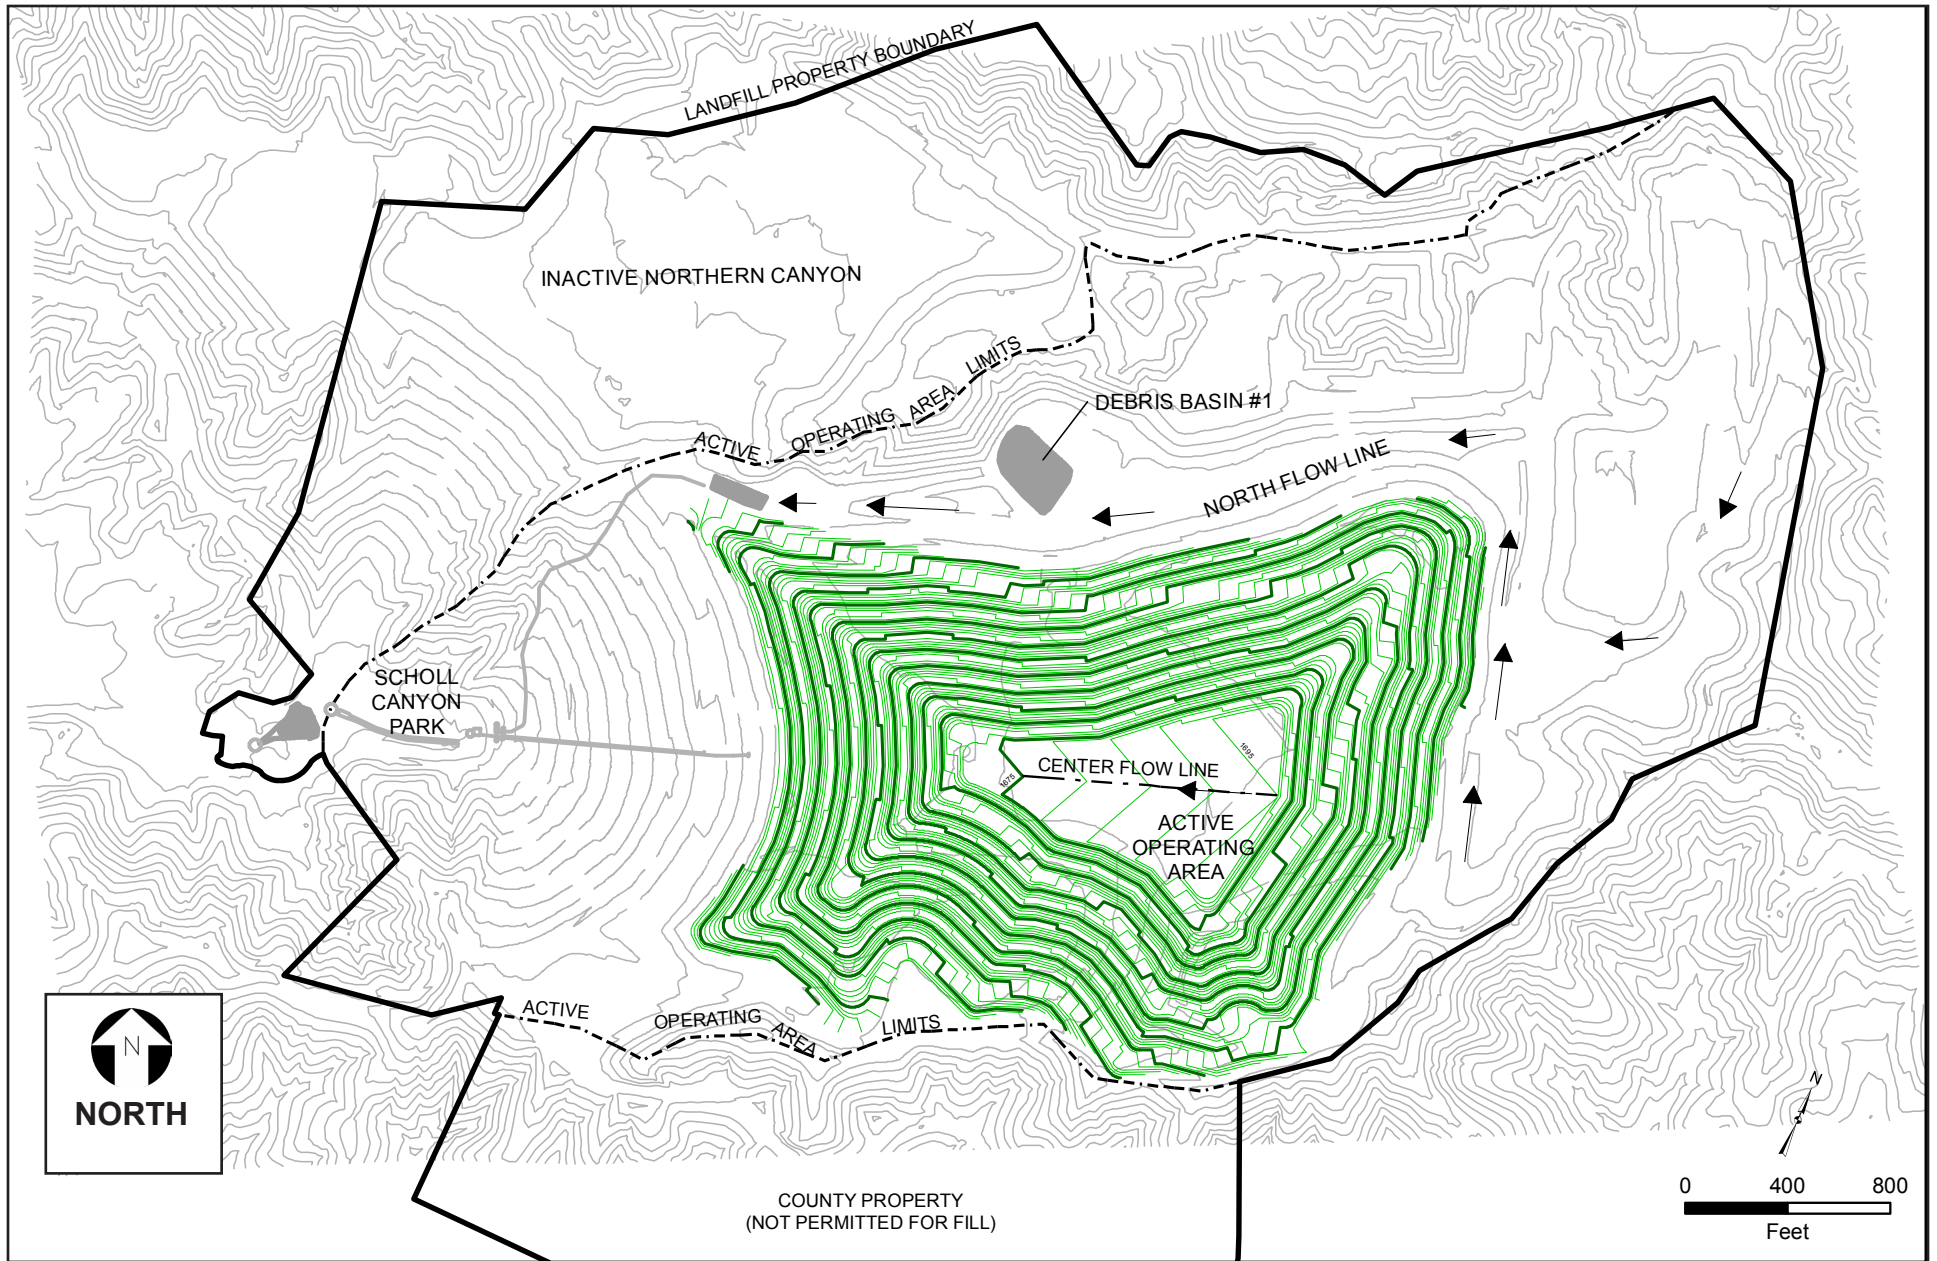 LANDFILL PROPERTY BOUNDARY
INACTIVE NORTHERN CANYON
ACTIVE OPERATING AREA LIMITS
DEBRIS BASIN #1
NORTH FLOW LINE
SCHOLL
CANYON
PARK
1695
CENTER FLOW LINE
1675
ACTIVE
OPERATING
AREA
ACTIVE OPERATING AREA LIMITS
N
NORTH
N
COUNTY PROPERTY
(NOT PERMITTED FOR FILL)
0 400 800
Feet